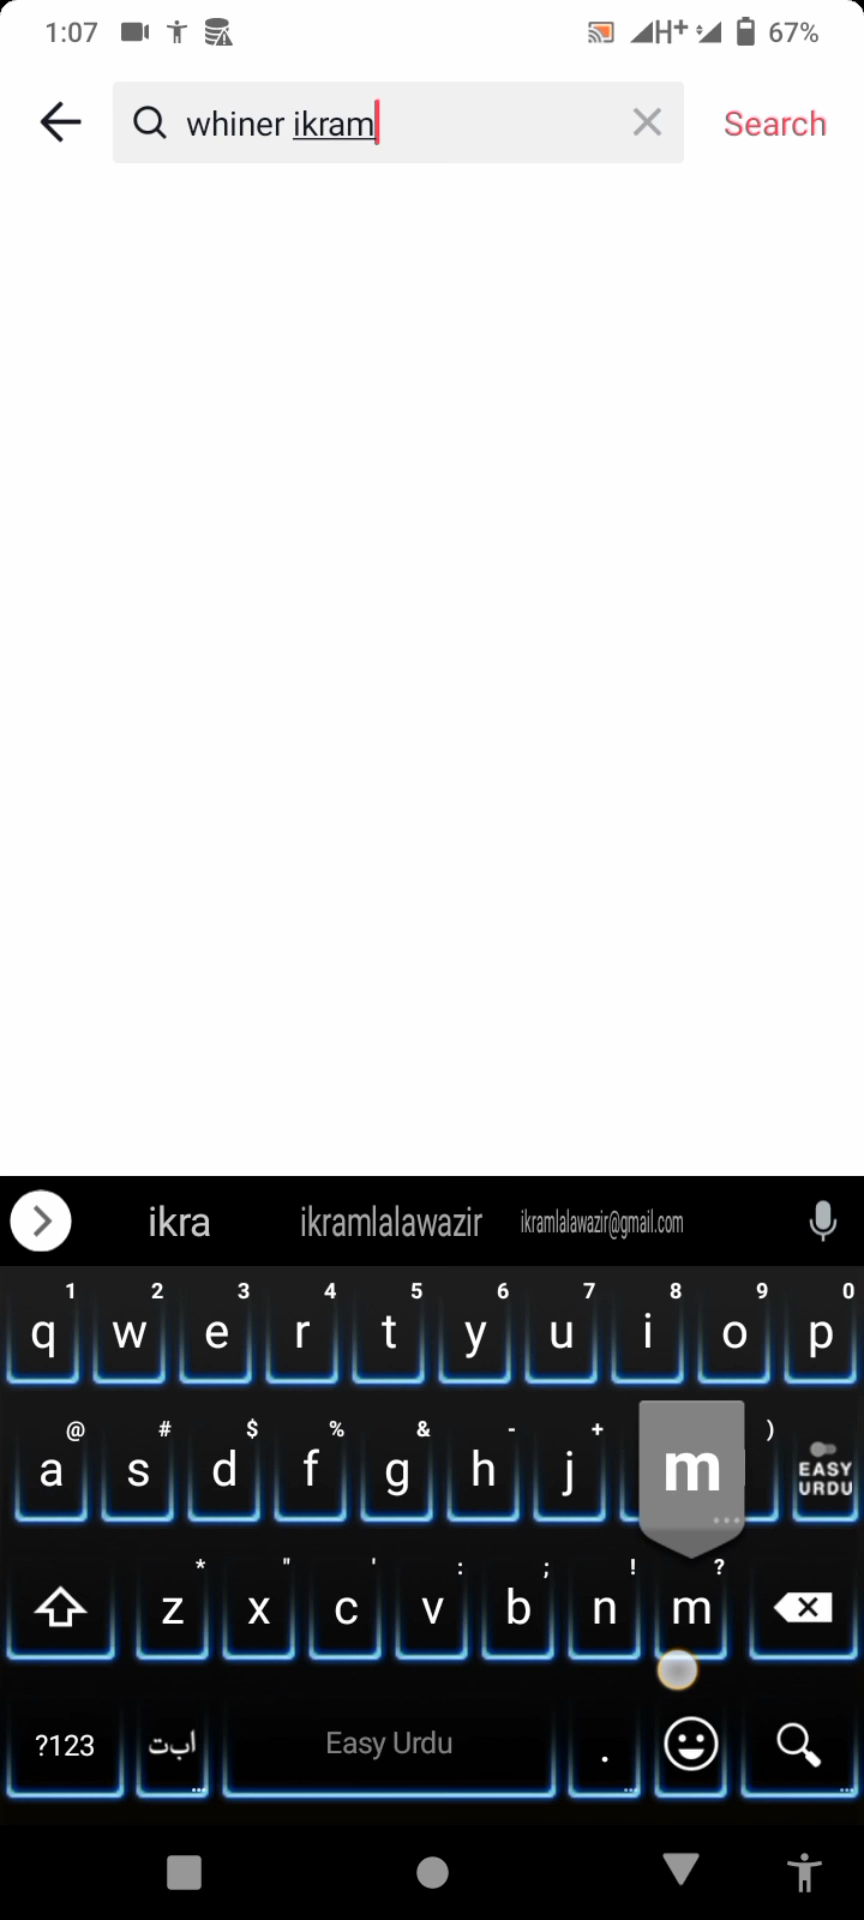 1:07 H+ 67%
whiner ikram Search
ikra ikramlalawazir ikramlalawazir@gmail.com
1 2 3 4 5 6 7 8 9 0
q w e r t y u i o p
@ # $ % & - + )
a s d f g h j m EASY URDU
* " ' : ; ! ?
z x c v b n m
?123 ابت Easy Urdu .